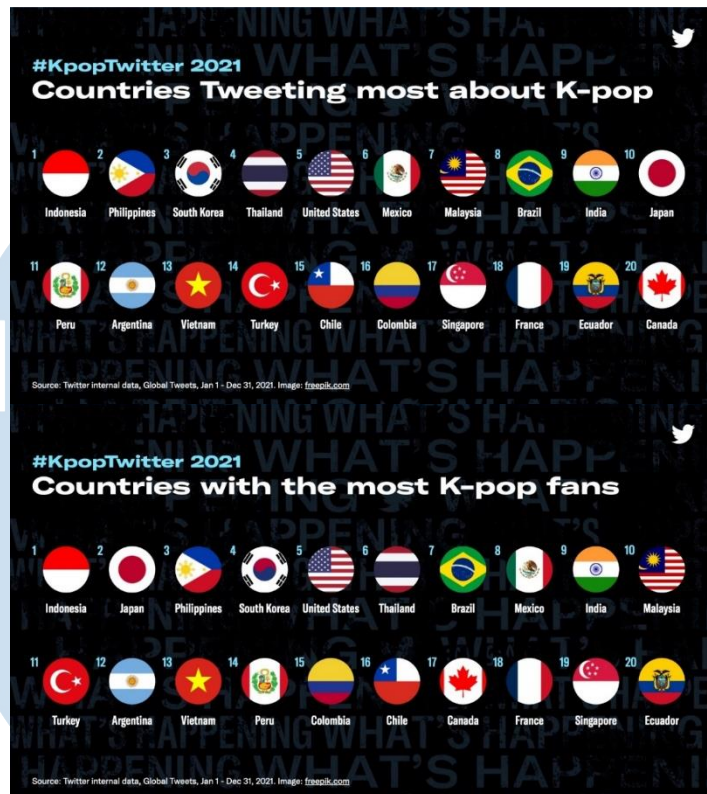 #KpopTwitter 2021
Countries Tweeting most about K-pop
1 2 3 4 5 6 7 8 9 10
Indonesia Philippines South Korea Thailand United States Mexico Malaysia Brazil India Japan
11 12 13 14 15 16 17 18 19 20
Peru Argentina Vietnam Turkey Chile Colombia Singapore France Ecuador Canada
Source: Twitter internal data, Global Tweets, Jan 1 - Dec 31, 2021. Image: freepik.com
#KpopTwitter 2021
Countries with the most K-pop fans
1 2 3 4 5 6 7 8 9 10
Indonesia Japan Philippines South Korea United States Thailand Brazil Mexico India Malaysia
11 12 13 14 15 16 17 18 19 20
Turkey Argentina Vietnam Peru Colombia Chile Canada France Singapore Ecuador
Source: Twitter internal data, Global Tweets, Jan 1 - Dec 31, 2021. Image: freepik.com